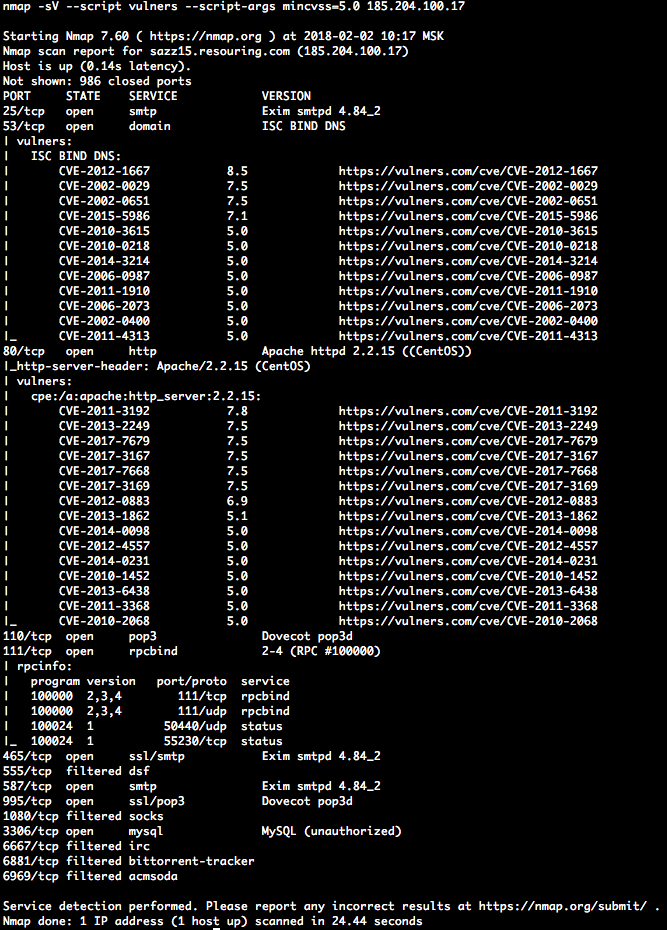 nmap -sV --script vulners --script-args mincvss=5.0 185.204.100.17
Starting Nmap 7.60 ( https://nmap.org ) at 2018-02-02 10:17 MSK
Nmap scan report for sazz15.resouring.com (185.204.100.17)
Host is up (0.14s latency).
Not shown: 986 closed ports
PORT     STATE    SERVICE            VERSION
25/tcp   open     smtp               Exim smtpd 4.84_2
53/tcp   open     domain             ISC BIND DNS
| vulners:
|   ISC BIND DNS:
|       CVE-2012-1667           8.5             https://vulners.com/cve/CVE-2012-1667
|       CVE-2002-0029           7.5             https://vulners.com/cve/CVE-2002-0029
|       CVE-2002-0651           7.5             https://vulners.com/cve/CVE-2002-0651
|       CVE-2015-5986           7.1             https://vulners.com/cve/CVE-2015-5986
|       CVE-2010-3615           5.0             https://vulners.com/cve/CVE-2010-3615
|       CVE-2010-0218           5.0             https://vulners.com/cve/CVE-2010-0218
|       CVE-2014-3214           5.0             https://vulners.com/cve/CVE-2014-3214
|       CVE-2006-0987           5.0             https://vulners.com/cve/CVE-2006-0987
|       CVE-2011-1910           5.0             https://vulners.com/cve/CVE-2011-1910
|       CVE-2006-2073           5.0             https://vulners.com/cve/CVE-2006-2073
|       CVE-2002-0400           5.0             https://vulners.com/cve/CVE-2002-0400
|_      CVE-2011-4313           5.0             https://vulners.com/cve/CVE-2011-4313
80/tcp   open     http               Apache httpd 2.2.15 ((CentOS))
|_http-server-header: Apache/2.2.15 (CentOS)
| vulners:
|   cpe:/a:apache:http_server:2.2.15:
|       CVE-2011-3192           7.8             https://vulners.com/cve/CVE-2011-3192
|       CVE-2013-2249           7.5             https://vulners.com/cve/CVE-2013-2249
|       CVE-2017-7679           7.5             https://vulners.com/cve/CVE-2017-7679
|       CVE-2017-3167           7.5             https://vulners.com/cve/CVE-2017-3167
|       CVE-2017-7668           7.5             https://vulners.com/cve/CVE-2017-7668
|       CVE-2017-3169           7.5             https://vulners.com/cve/CVE-2017-3169
|       CVE-2012-0883           6.9             https://vulners.com/cve/CVE-2012-0883
|       CVE-2013-1862           5.1             https://vulners.com/cve/CVE-2013-1862
|       CVE-2014-0098           5.0             https://vulners.com/cve/CVE-2014-0098
|       CVE-2012-4557           5.0             https://vulners.com/cve/CVE-2012-4557
|       CVE-2014-0231           5.0             https://vulners.com/cve/CVE-2014-0231
|       CVE-2010-1452           5.0             https://vulners.com/cve/CVE-2010-1452
|       CVE-2013-6438           5.0             https://vulners.com/cve/CVE-2013-6438
|       CVE-2011-3368           5.0             https://vulners.com/cve/CVE-2011-3368
|_      CVE-2010-2068           5.0             https://vulners.com/cve/CVE-2010-2068
110/tcp  open     pop3               Dovecot pop3d
111/tcp  open     rpcbind            2-4 (RPC #100000)
| rpcinfo:
|   program version   port/proto  service
|   100000  2,3,4        111/tcp  rpcbind
|   100000  2,3,4        111/udp  rpcbind
|   100024  1          50440/udp  status
|_  100024  1          55230/tcp  status
465/tcp  open     ssl/smtp           Exim smtpd 4.84_2
555/tcp  filtered dsf
587/tcp  open     smtp               Exim smtpd 4.84_2
995/tcp  open     ssl/pop3           Dovecot pop3d
1080/tcp filtered socks
3306/tcp open     mysql              MySQL (unauthorized)
6667/tcp filtered irc
6881/tcp filtered bittorrent-tracker
6969/tcp filtered acmsoda
Service detection performed. Please report any incorrect results at https://nmap.org/submit/ .
Nmap done: 1 IP address (1 host up) scanned in 24.44 seconds